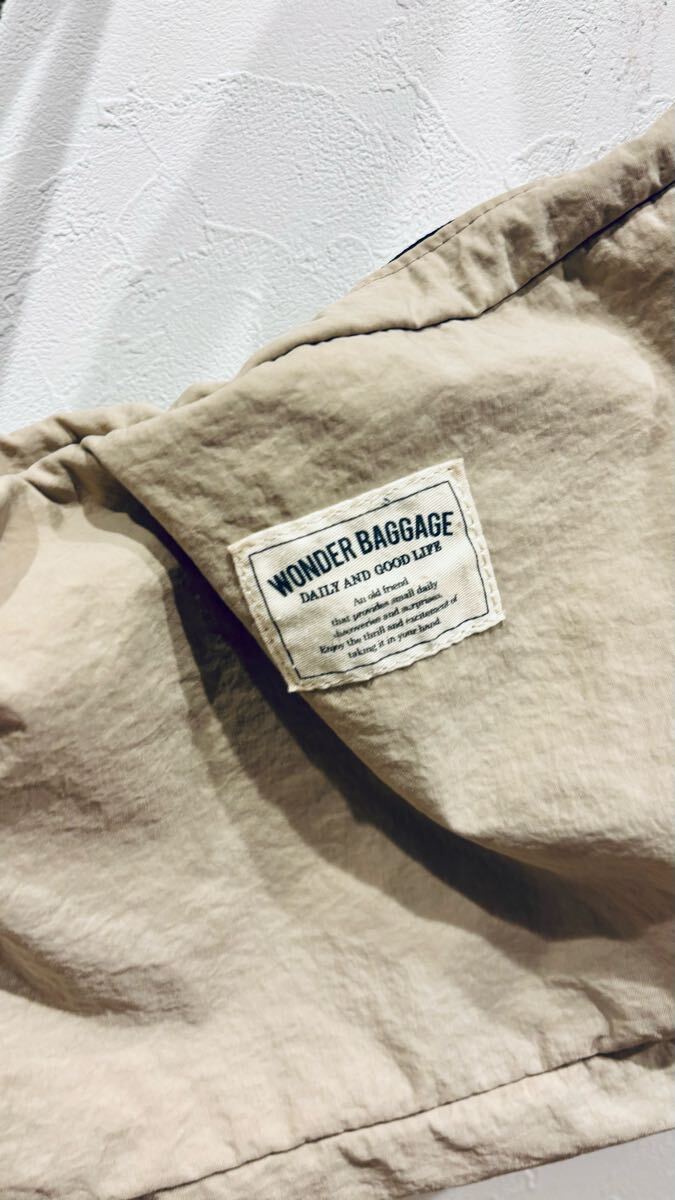 WONDER BAGGAGE
DAILY AND GOOD LIFE
An old friend
that provides small daily
discoveries and surprises.
Enjoy the thrill and excitement of
taking it in your hand